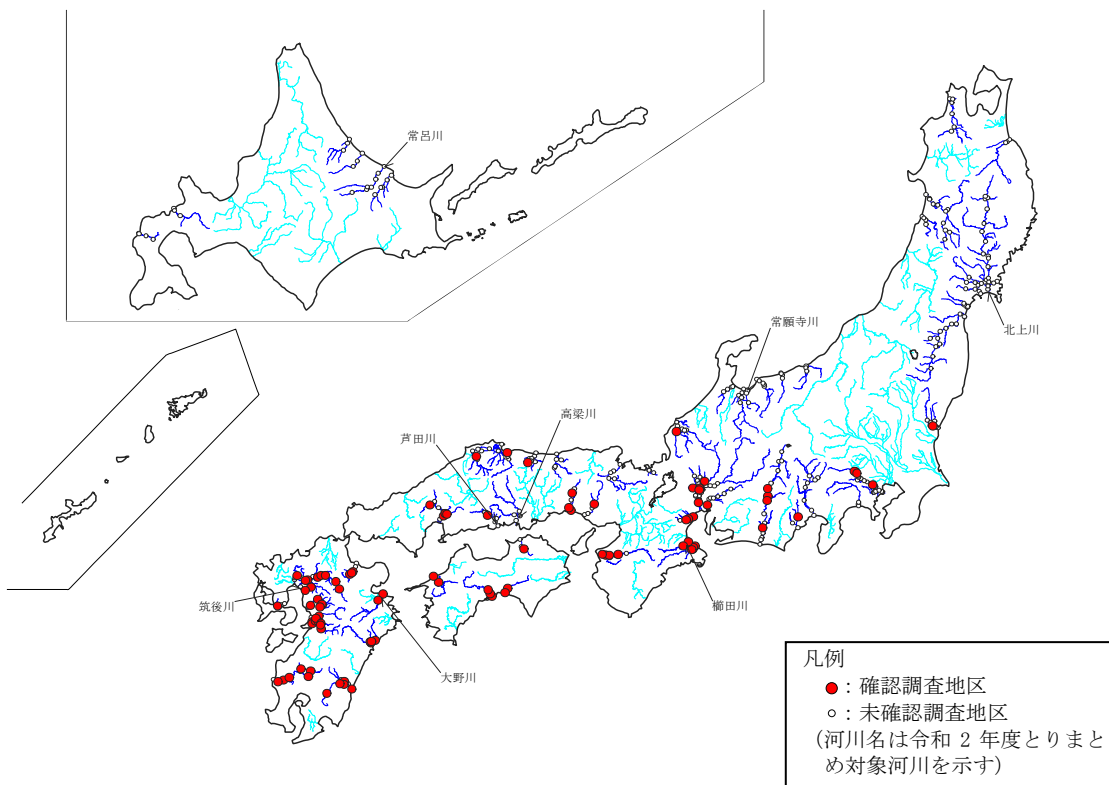 常呂川
北上川
常願寺川
高梁川
芦田川
筑後川
櫛田川
大野川
凡例
：確認調査地区
：未確認調査地区
(河川名は令和 2 年度とりまと
め対象河川を示す)